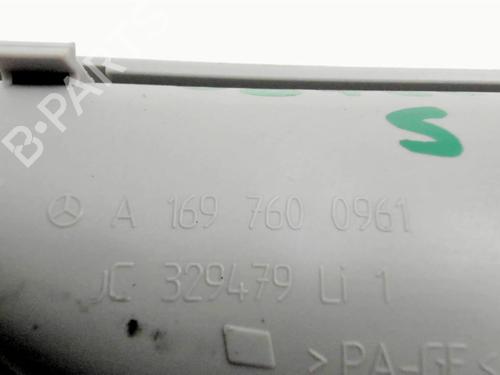 B-PARTS
S
A 169 760 0961
JC 329479 Li 1
>PA-GF<